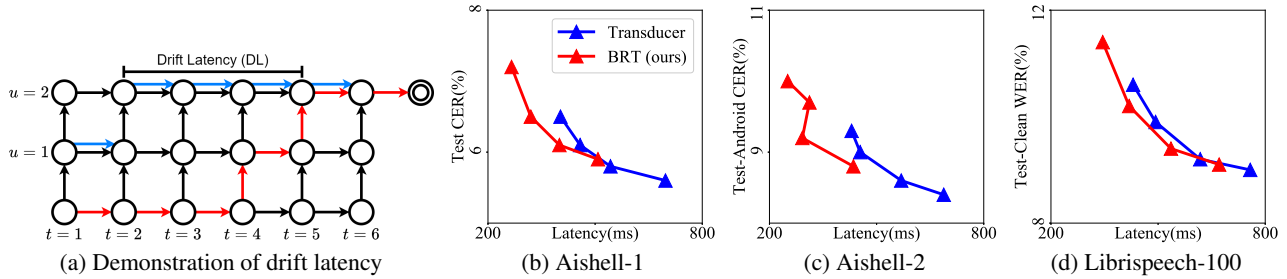 Drift Latency (DL)
u = 2
u = 1
t = 1 t = 2 t = 3 t = 4 t = 5 t = 6
(a) Demonstration of drift latency
8
6
Test CER(%)
Transducer
BRT (ours)
200 800
Latency(ms)
(b) Aishell-1
11
9
Test-Android CER(%)
200 800
Latency(ms)
(c) Aishell-2
12
8
Test-Clean WER(%)
200 800
Latency(ms)
(d) Librispeech-100